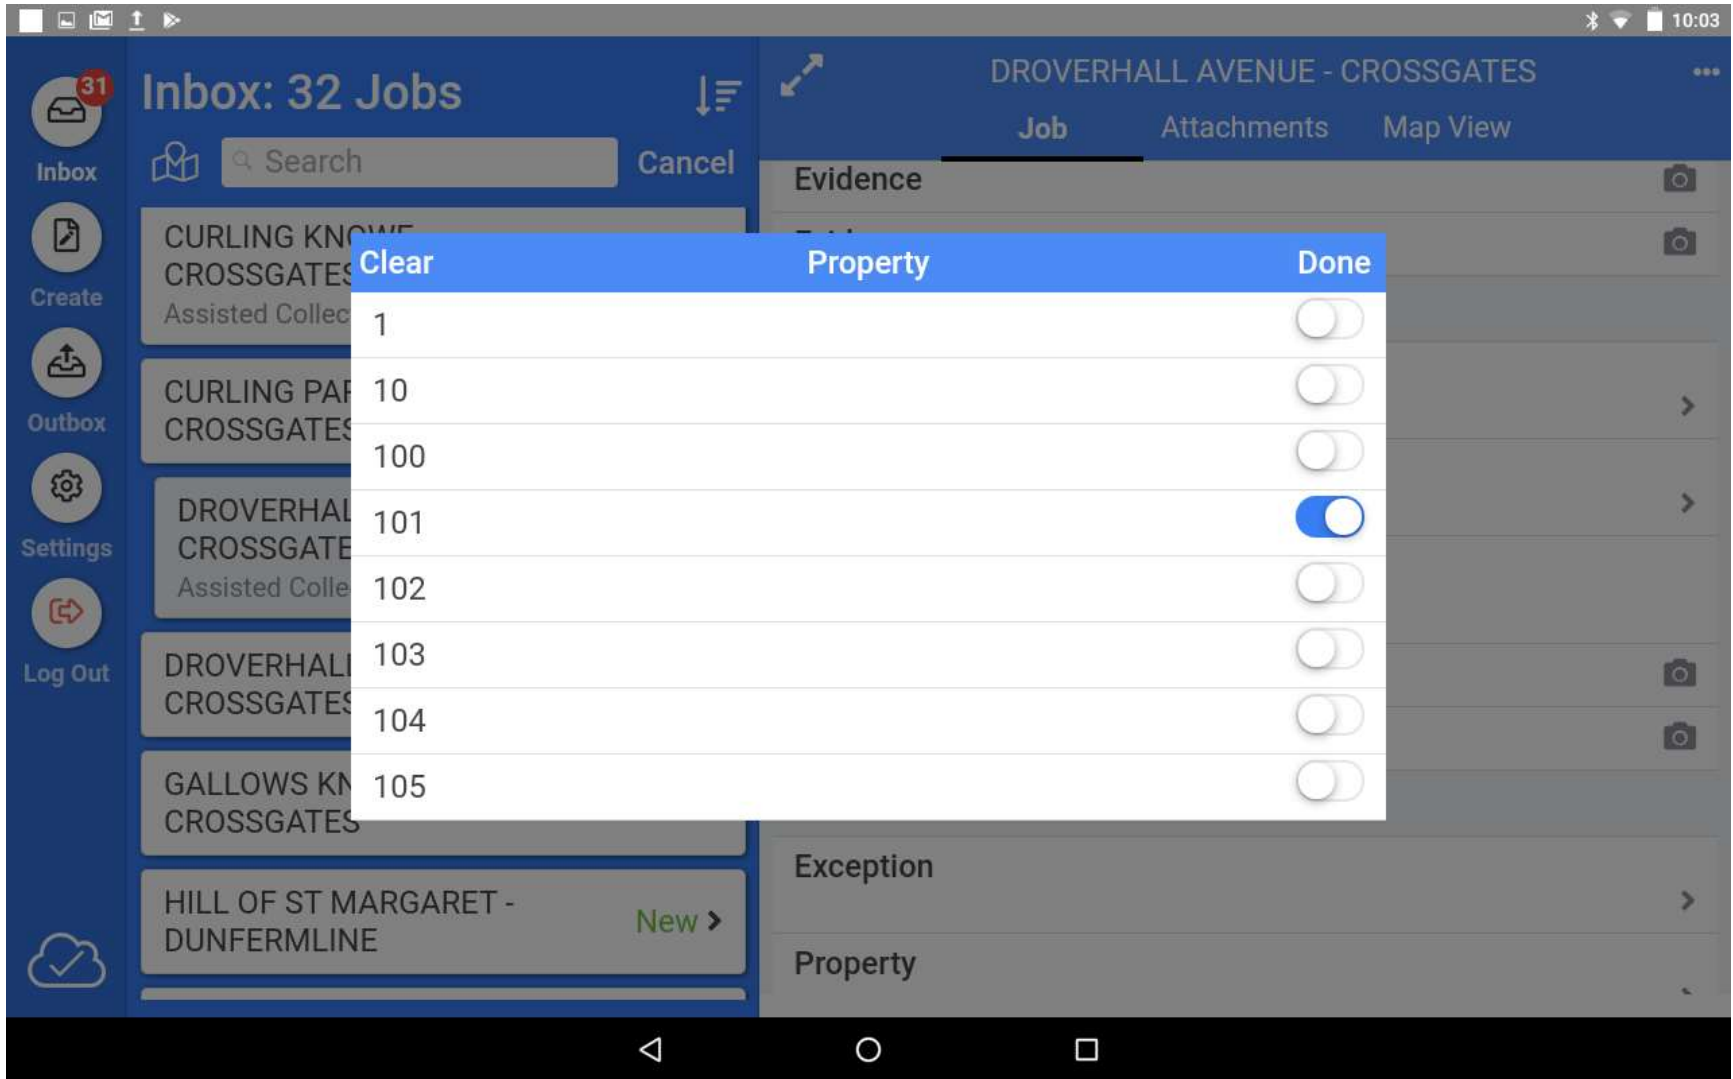 10:03
31
Inbox
Create
Outbox
Settings
Log Out
Inbox: 32 Jobs
Search
Cancel
CURLING KNOWE
CROSSGATES
Assisted Collec
CURLING PAR
CROSSGATES
DROVERHAL
CROSSGATE
Assisted Colle
DROVERHALL
CROSSGATES
GALLOWS KN
CROSSGATES
HILL OF ST MARGARET -
DUNFERMLINE
New
DROVERHALL AVENUE - CROSSGATES
Job Attachments Map View
Evidence
Clear Property Done
1
10
100
101
102
103
104
105
Exception
Property